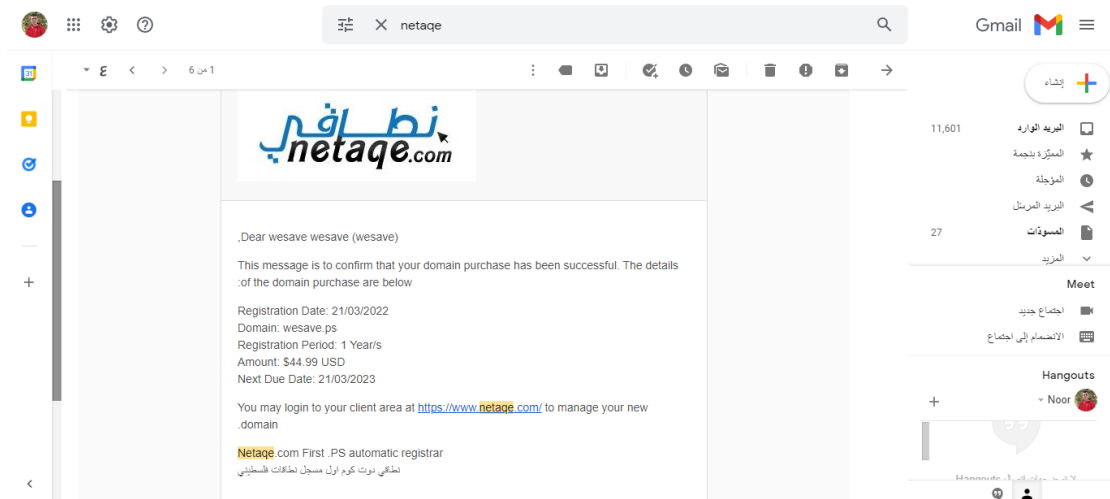 netaqe
Gmail
1 من 6
ع
31
إنشاء
البريد الوارد
11,601
المميّزة بنجمة
المؤجلة
البريد المرسَل
المسودّات
27
المزيد
Meet
اجتماع جديد
الانضمام إلى اجتماع
Hangouts
Noor
نطاقي
netaqe.com
,Dear wesave wesave (wesave)
This message is to confirm that your domain purchase has been successful. The details
:of the domain purchase are below
Registration Date: 21/03/2022
Domain: wesave.ps
Registration Period: 1 Year/s
Amount: $44.99 USD
Next Due Date: 21/03/2023
You may login to your client area at https://www.netaqe.com/ to manage your new
.domain
Netaqe.com First .PS automatic registrar
نطاقي دوت كوم اول مسجل نطاقات فلسطيني